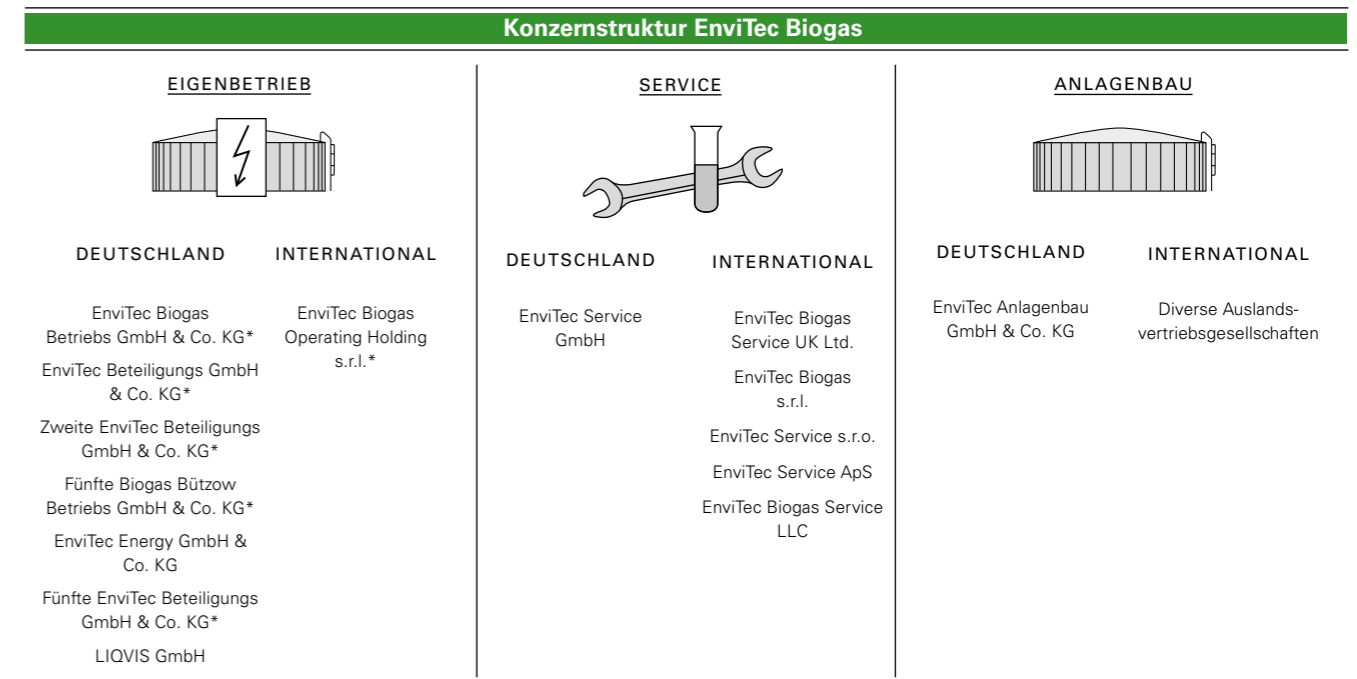 Konzernstruktur EnviTec Biogas
EIGENBETRIEB
DEUTSCHLAND
EnviTec Biogas
Betriebs GmbH & Co. KG*
EnviTec Beteiligungs GmbH
& Co. KG*
Zweite EnviTec Beteiligungs
GmbH & Co. KG*
Fünfte Biogas Bützow
Betriebs GmbH & Co. KG*
EnviTec Energy GmbH &
Co. KG
Fünfte EnviTec Beteiligungs
GmbH & Co. KG*
LIQVIS GmbH
INTERNATIONAL
EnviTec Biogas
Operating Holding
s.r.l.*
SERVICE
DEUTSCHLAND
EnviTec Service
GmbH
INTERNATIONAL
EnviTec Biogas
Service UK Ltd.
EnviTec Biogas
s.r.l.
EnviTec Service s.r.o.
EnviTec Service ApS
EnviTec Biogas Service
LLC
ANLAGENBAU
DEUTSCHLAND
EnviTec Anlagenbau
GmbH & Co. KG
INTERNATIONAL
Diverse Auslands-
vertriebsgesellschaften